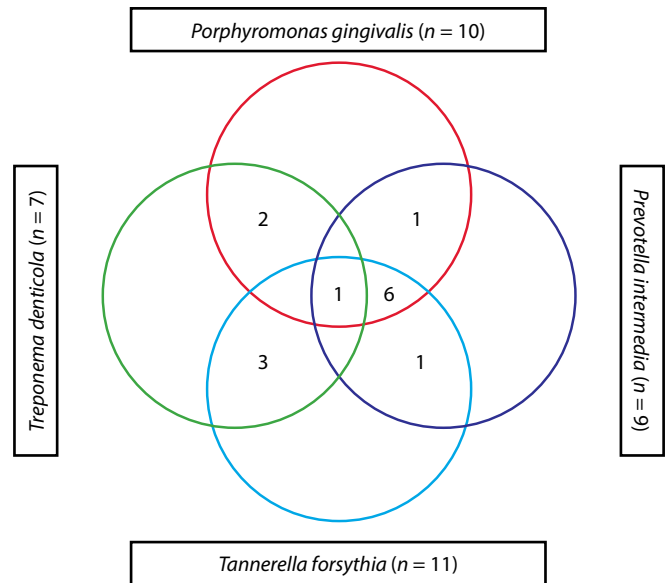 Porphyromonas gingivalis (n = 10)
Treponema denticola (n = 7)
Prevotella intermedia (n = 9)
2
1
1
6
3
1
Tannerella forsythia (n = 11)